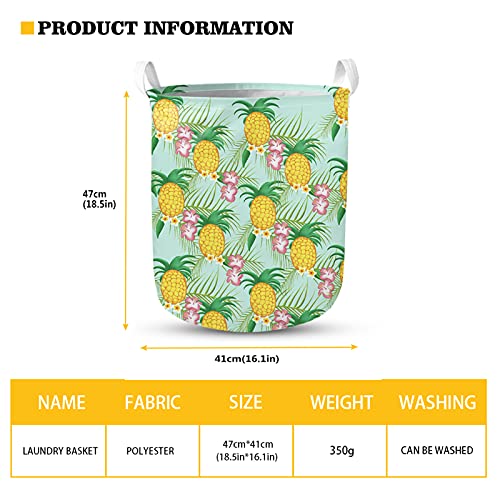 PRODUCT INFORMATION
47cm
(18.5in)
41cm(16.1in)
NAME FABRIC SIZE WEIGHT WASHING
LAUNDRY BASKET POLYESTER 47cm*41cm (18.5in*16.1in) 350g CAN BE WASHED